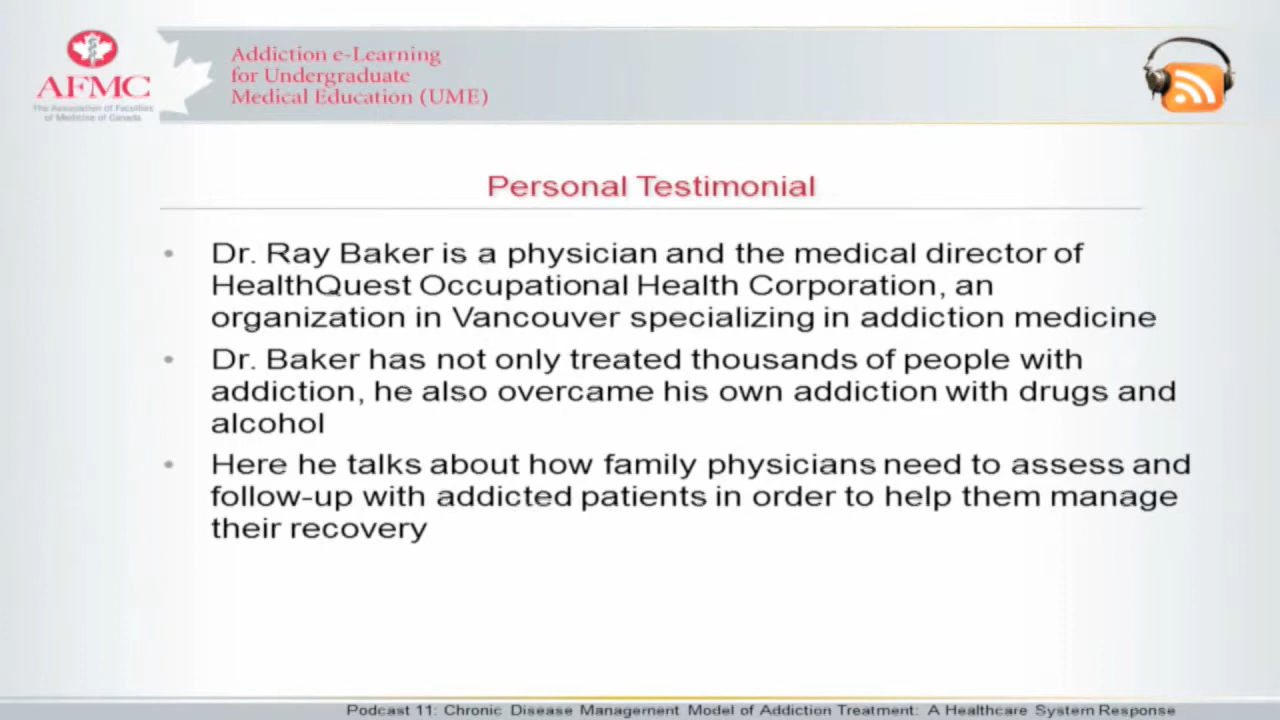 AFMC
The Association of Faculties
of Medicine of Canada
Addiction e-Learning
for Undergraduate
Medical Education (UME)
Personal Testimonial
• Dr. Ray Baker is a physician and the medical director of
HealthQuest Occupational Health Corporation, an
organization in Vancouver specializing in addiction medicine
• Dr. Baker has not only treated thousands of people with
addiction, he also overcame his own addiction with drugs and
alcohol
• Here he talks about how family physicians need to assess and
follow-up with addicted patients in order to help them manage
their recovery
Podcast 11: Chronic Disease Management Model of Addiction Treatment: A Healthcare System Response